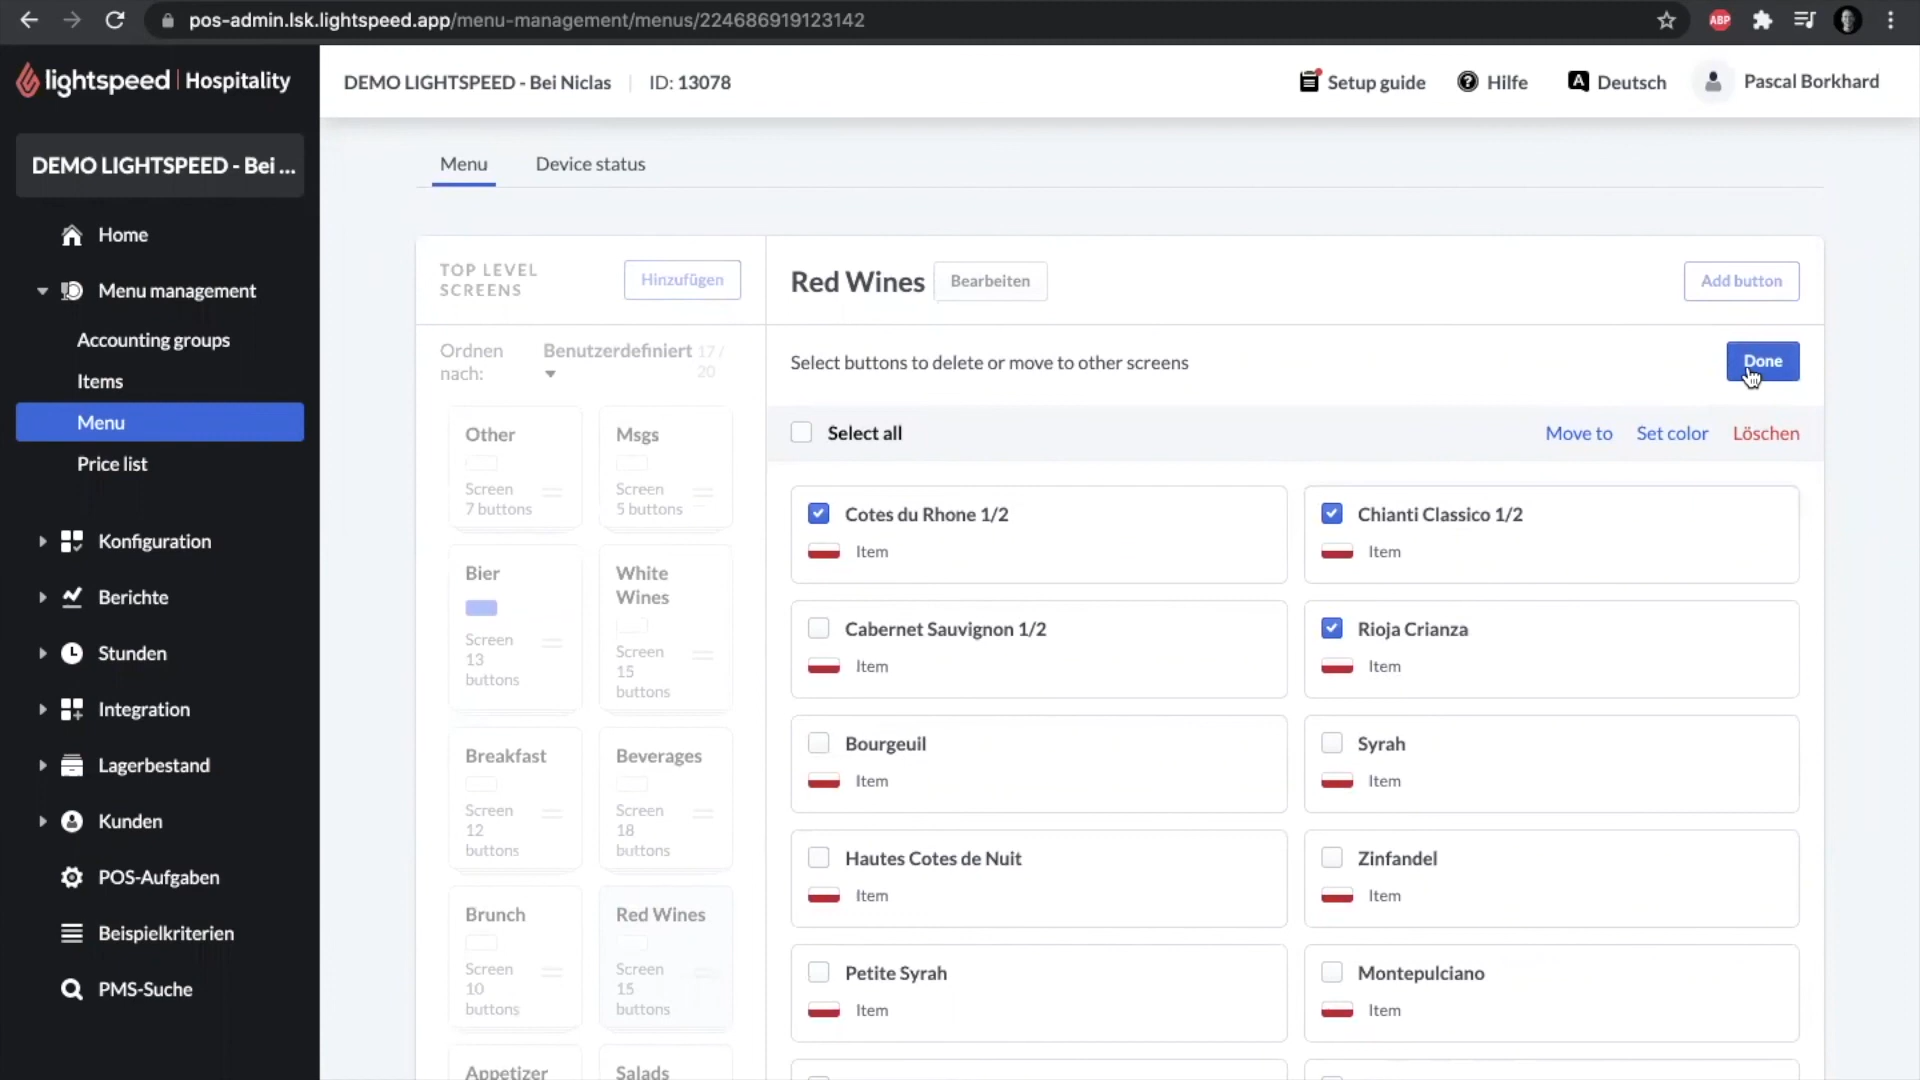 pos-admin.lsk.lightspeed.app/menu-management/menus/224686919123142
ABP
lightspeed | Hospitality
DEMO LIGHTSPEED - Bei Niclas
ID: 13078
Setup guide
Hilfe
A Deutsch
Pascal Borkhard
DEMO LIGHTSPEED - Bei ...
Home
Menu management
Accounting groups
Items
Menu
Price list
Konfiguration
Berichte
Stunden
Integration
Lagerbestand
Kunden
POS-Aufgaben
Beispielkriterien
PMS-Suche
Menu
Device status
TOP LEVEL
SCREENS
Hinzufügen
Ordnen
nach:
Benutzerdefiniert
17 /
20
Other
Screen
7 buttons
Msgs
Screen
5 buttons
Bier
Screen
13
buttons
White
Wines
Screen
15
buttons
Breakfast
Screen
12
buttons
Beverages
Screen
18
buttons
Brunch
Screen
10
buttons
Red Wines
Screen
15
buttons
Appetizer
Salads
Red Wines
Bearbeiten
Add button
Select buttons to delete or move to other screens
Done
Select all
Move to
Set color
Löschen
Cotes du Rhone 1/2
Item
Chianti Classico 1/2
Item
Cabernet Sauvignon 1/2
Item
Rioja Crianza
Item
Bourgeuil
Item
Syrah
Item
Hautes Cotes de Nuit
Item
Zinfandel
Item
Petite Syrah
Item
Montepulciano
Item